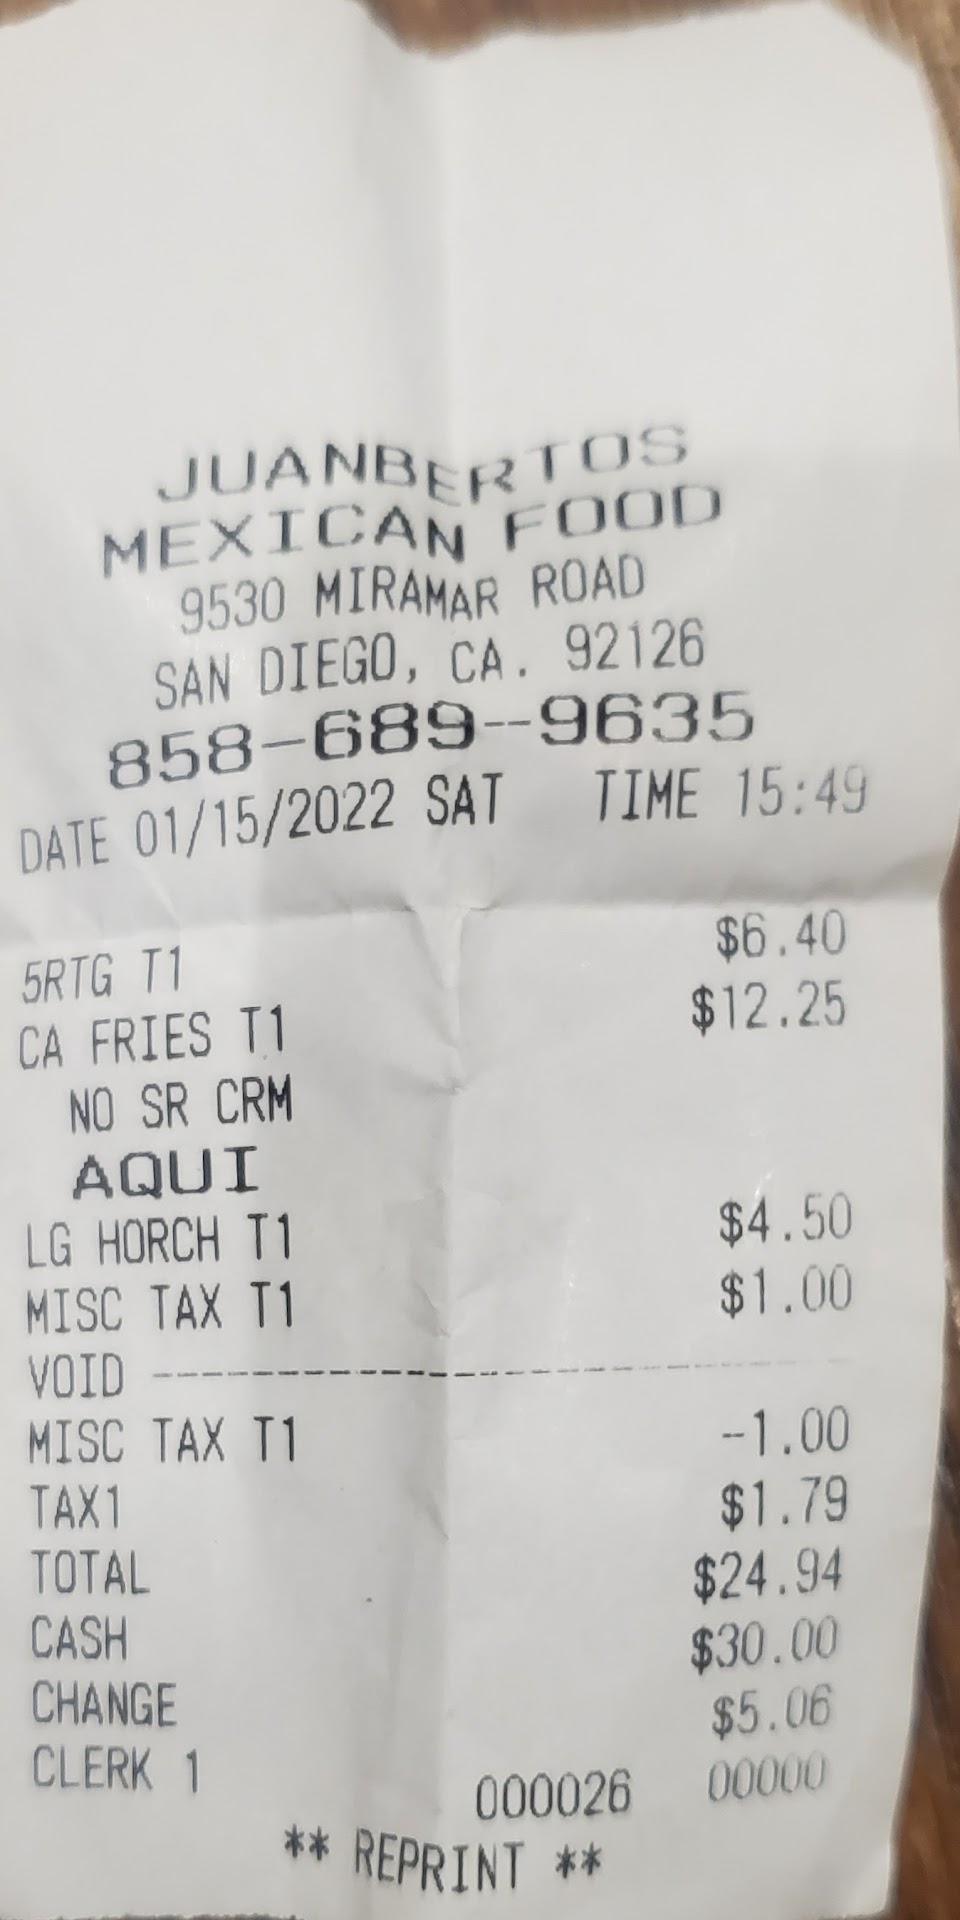 JUANBERTOS
MEXICAN FOOD
9530 MIRAMAR ROAD
SAN DIEGO, CA. 92126
858-689-9635
DATE 01/15/2022 SAT TIME 15:49
5RTG T1 $6.40
CA FRIES T1 $12.25
NO SR CRM
AQUI
LG HORCH T1 $4.50
MISC TAX T1 $1.00
VOID --------------------------------
MISC TAX T1 -1.00
TAX1 $1.79
TOTAL $24.94
CASH $30.00
CHANGE $5.06
CLERK 1 000026 00000
** REPRINT **